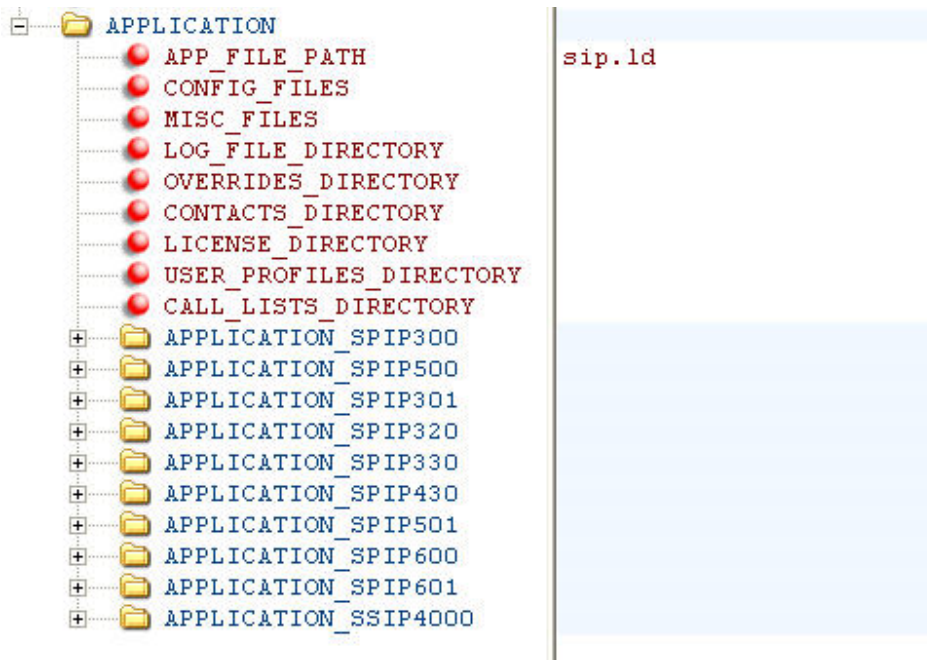 APPLICATION
APP_FILE_PATH sip.ld
CONFIG_FILES
MISC_FILES
LOG_FILE_DIRECTORY
OVERRIDES_DIRECTORY
CONTACTS_DIRECTORY
LICENSE_DIRECTORY
USER_PROFILES_DIRECTORY
CALL_LISTS_DIRECTORY
APPLICATION_SPIP300
APPLICATION_SPIP500
APPLICATION_SPIP301
APPLICATION_SPIP320
APPLICATION_SPIP330
APPLICATION_SPIP430
APPLICATION_SPIP501
APPLICATION_SPIP600
APPLICATION_SPIP601
APPLICATION_SSIP4000